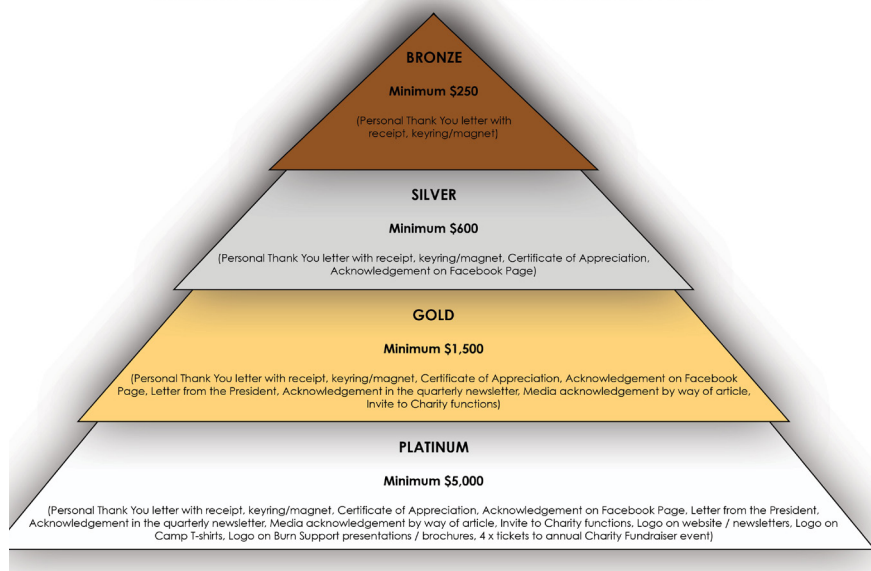 BRONZE
Minimum $250
(Personal Thank You letter with
receipt, keyring/magnet)
SILVER
Minimum $600
(Personal Thank You letter with receipt, keyring/magnet, Certificate of Appreciation,
Acknowledgement on Facebook Page)
GOLD
Minimum $1,500
(Personal Thank You letter with receipt, keyring/magnet, Certificate of Appreciation, Acknowledgement on Facebook
Page, Letter from the President, Acknowledgement in the quarterly newsletter, Media acknowledgement by way of article,
Invite to Charity functions)
PLATINUM
Minimum $5,000
(Personal Thank You letter with receipt, keyring/magnet, Certificate of Appreciation, Acknowledgement on Facebook Page, Letter from the President,
Acknowledgement in the quarterly newsletter, Media acknowledgement by way of article, Invite to Charity functions, Logo on website / newsletters, Logo on
Camp T-shirts, Logo on Burn Support presentations / brochures, 4 x tickets to annual Charity Fundraiser event)